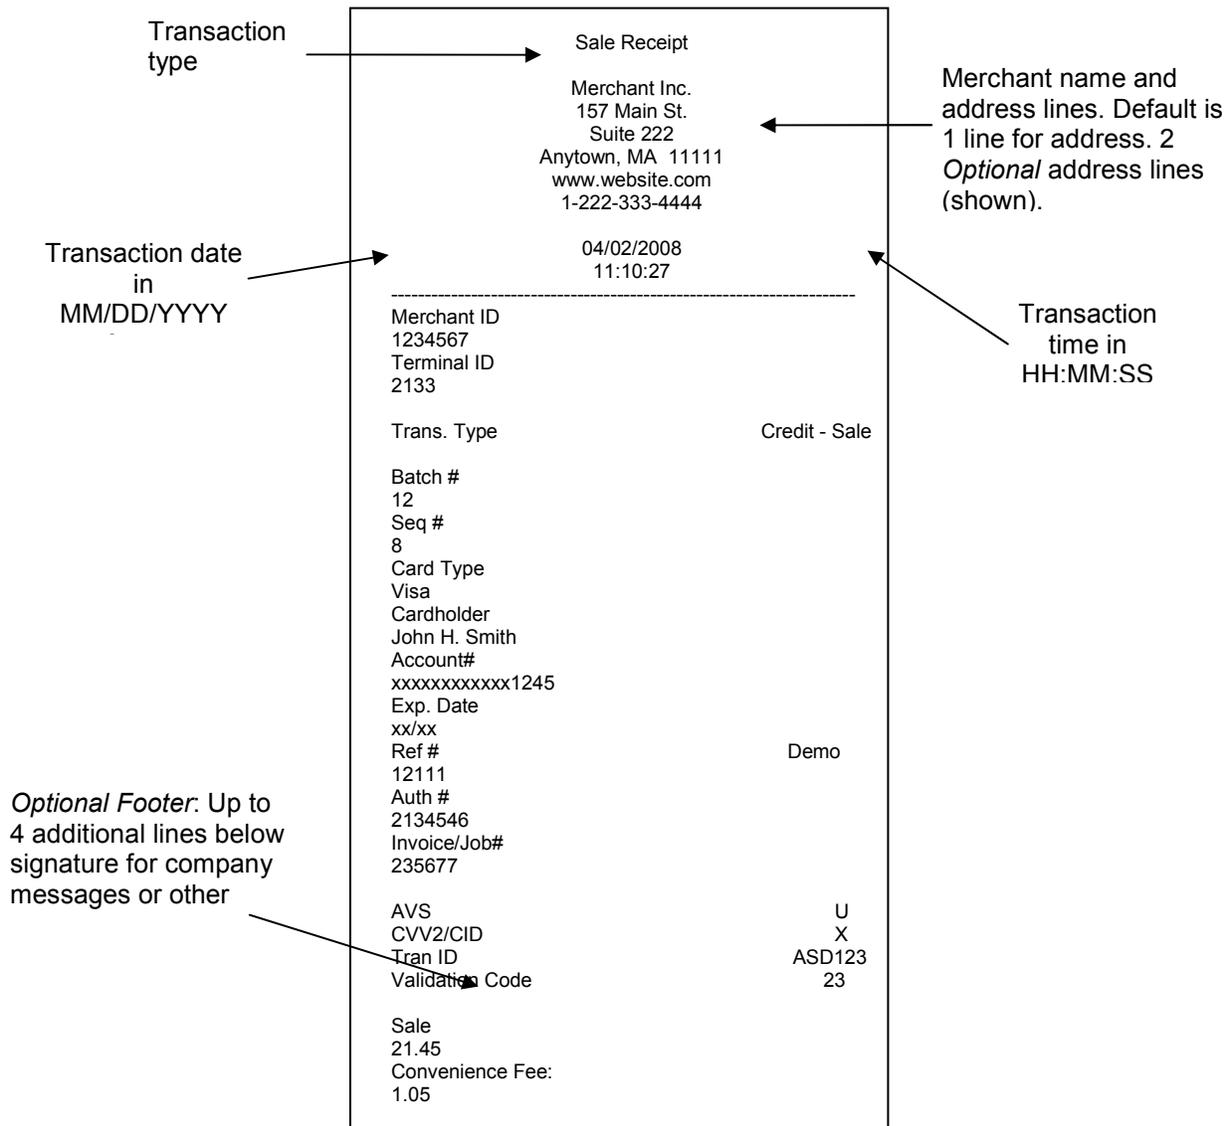 Transaction
type
Sale Receipt
Merchant Inc.
157 Main St.
Suite 222
Anytown, MA  11111
www.website.com
1-222-333-4444
Merchant name and
address lines. Default is
1 line for address. 2
Optional address lines
(shown).
Transaction date
in
MM/DD/YYYY
04/02/2008
11:10:27
Transaction
time in
HH:MM:SS
--------------------------------------------------------------------
Merchant ID
1234567
Terminal ID
2133
Trans. Type Credit - Sale
Batch #
12
Seq #
8
Card Type
Visa
Cardholder
John H. Smith
Account#
xxxxxxxxxxxx1245
Exp. Date
xx/xx
Ref # Demo
12111
Auth #
2134546
Invoice/Job#
235677
Optional Footer: Up to
4 additional lines below
signature for company
messages or other
AVS U
CVV2/CID X
Tran ID ASD123
Validation Code 23
Sale
21.45
Convenience Fee:
1.05